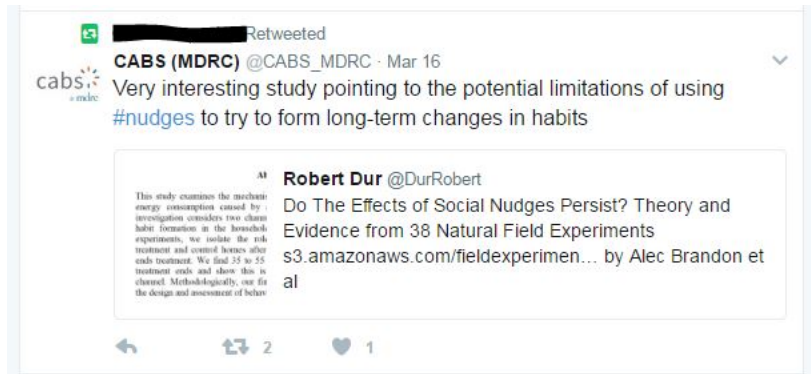 Retweeted
CABS (MDRC) @CABS_MDRC · Mar 16
cabs
mdrc
Very interesting study pointing to the potential limitations of using
#nudges to try to form long-term changes in habits
Robert Dur @DurRobert
Do The Effects of Social Nudges Persist? Theory and
Evidence from 38 Natural Field Experiments
s3.amazonaws.com/fieldexperimen... by Alec Brandon et
al
This study examines the mechani
energy consumption caused by
investigation considers two chann
habit formation in the househol
experiments, we isolate the rol
treatment and control homes after
ends treatment. We find 35 to 55
treatment ends and show this is
channel. Methodologically, our fin
the design and assessment of behav
2
1